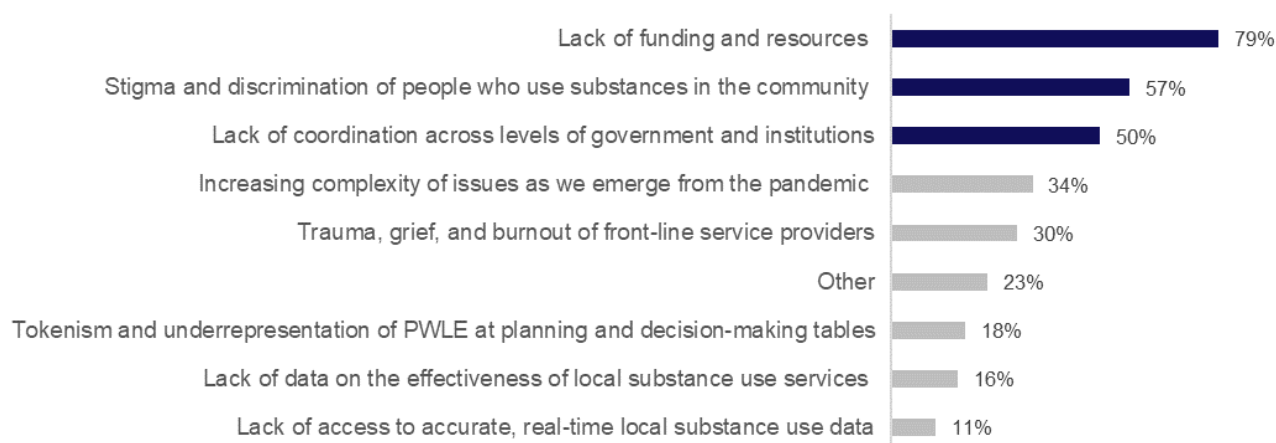 Lack of funding and resources 79%
Stigma and discrimination of people who use substances in the community 57%
Lack of coordination across levels of government and institutions 50%
Increasing complexity of issues as we emerge from the pandemic 34%
Trauma, grief, and burnout of front-line service providers 30%
Other 23%
Tokenism and underrepresentation of PWLE at planning and decision-making tables 18%
Lack of data on the effectiveness of local substance use services 16%
Lack of access to accurate, real-time local substance use data 11%